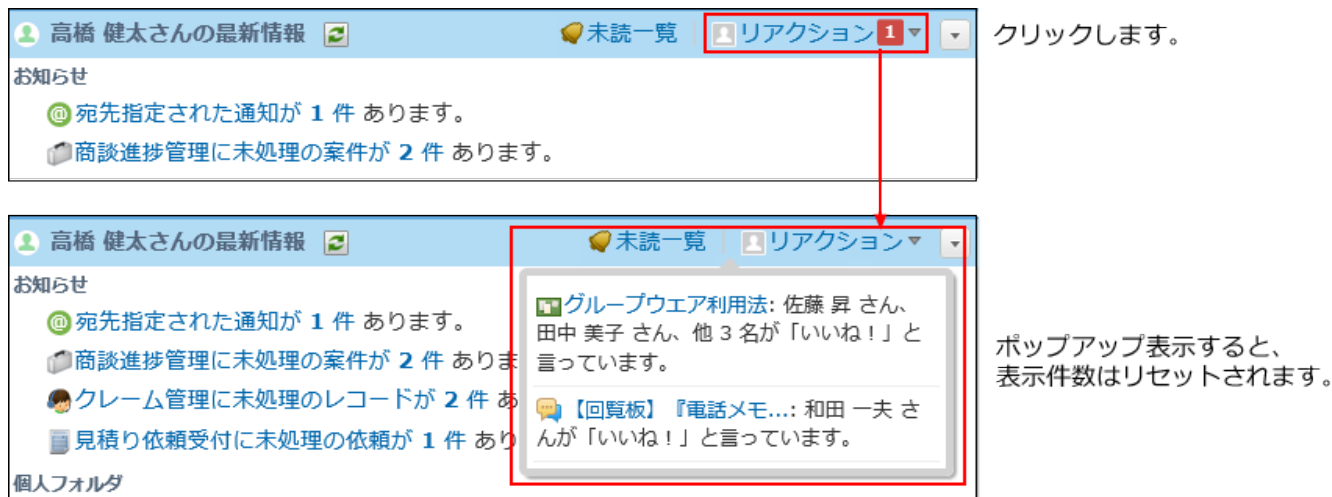 高橋 健太さんの最新情報 未読一覧 リアクション 1
クリックします。
お知らせ
宛先指定された通知が 1 件 あります。
商談進捗管理に未処理の案件が 2 件 あります。
高橋 健太さんの最新情報 未読一覧 リアクション
お知らせ
宛先指定された通知が 1 件 あります。
商談進捗管理に未処理の案件が 2 件 ありま
クレーム管理に未処理のレコードが 2 件 あ
見積り依頼受付に未処理の依頼が 1 件 あり
個人フォルダ
グループウエア利用法: 佐藤 昇 さん、
田中 美子 さん、他 3 名が「いいね！」と
言っています。
【回覧板】『電話メモ...: 和田 一夫 さ
んが「いいね！」と言っています。
ポップアップ表示すると、
表示件数はリセットされます。